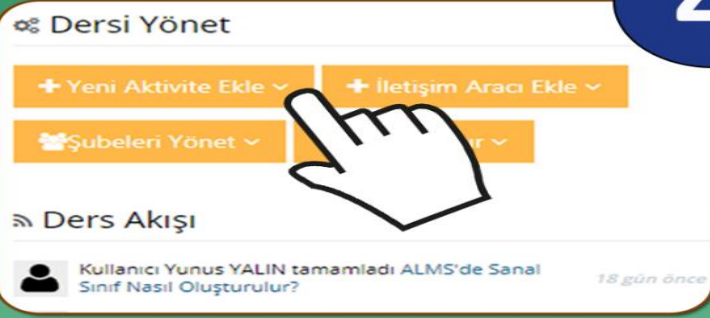 2
Dersi Yönet
+ Yeni Aktivite Ekle
+ İletişim Aracı Ekle
Şubeleri Yönet
Ders Akışı
Kullanıcı Yunus YALIN tamamladı ALMS'de Sanal
Sınıf Nasıl Oluşturulur?
18 gün önce